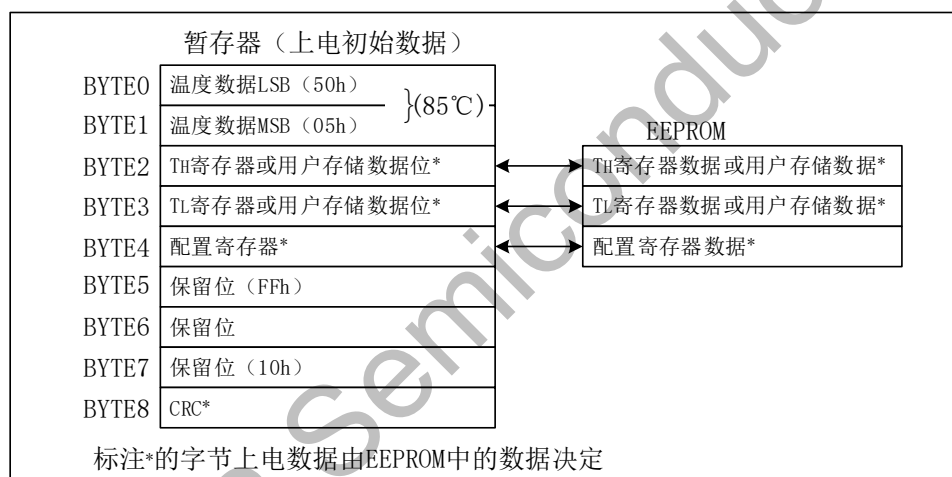 暂存器（上电初始数据）
BYTE0 温度数据LSB（50h）
}(85℃)
BYTE1 温度数据MSB（05h）
EEPROM
BYTE2 TH寄存器或用户存储数据位* TH寄存器数据或用户存储数据*
BYTE3 TL寄存器或用户存储数据位* TL寄存器数据或用户存储数据*
BYTE4 配置寄存器* 配置寄存器数据*
BYTE5 保留位（FFh）
BYTE6 保留位
BYTE7 保留位（10h）
BYTE8 CRC*
标注*的字节上电数据由EEPROM中的数据决定
Semiconduc